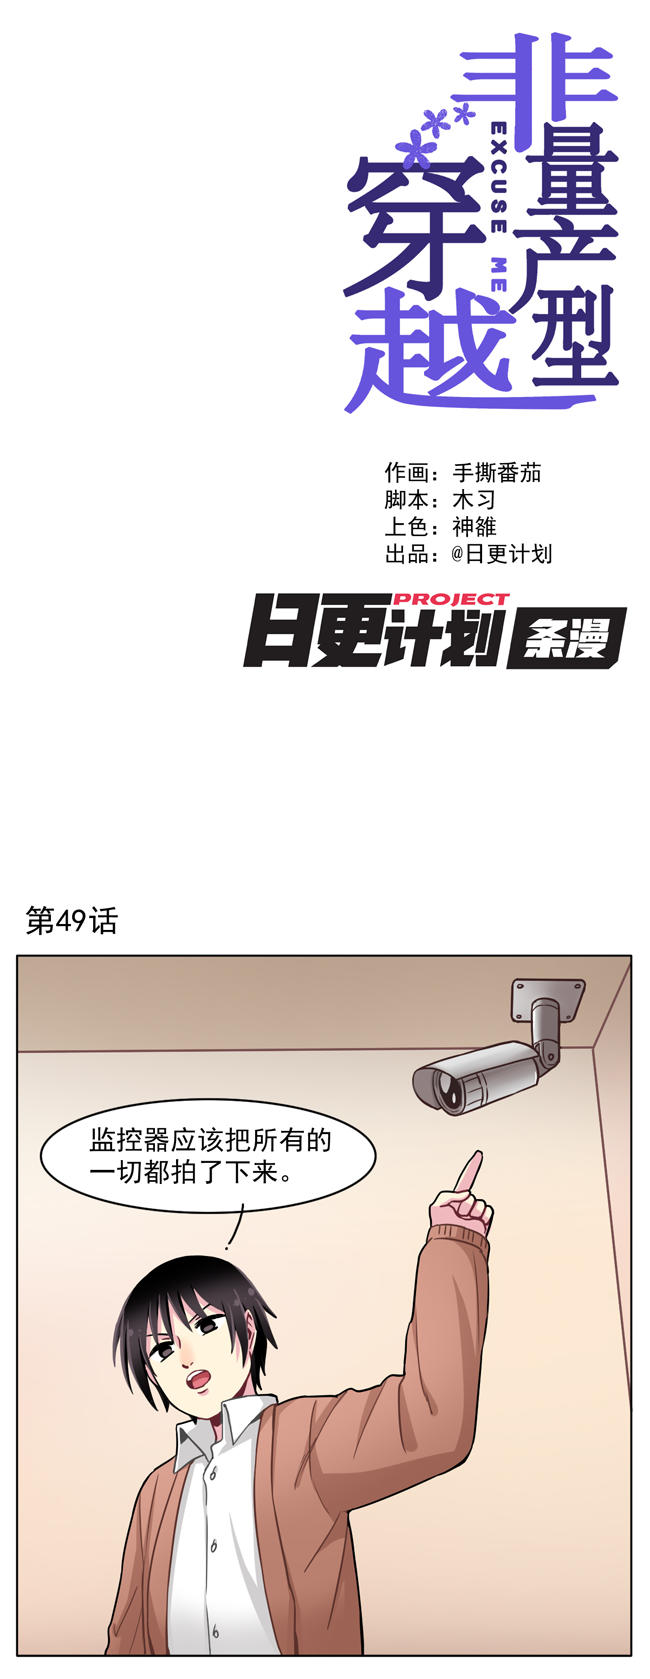 非量产型
穿越
EXCUSE ME
作画：手撕番茄
脚本：木习
上色：神雒
出品：@日更计划
日更计划 PROJECT 条漫
第49话
监控器应该把所有的
一切都拍了下来。